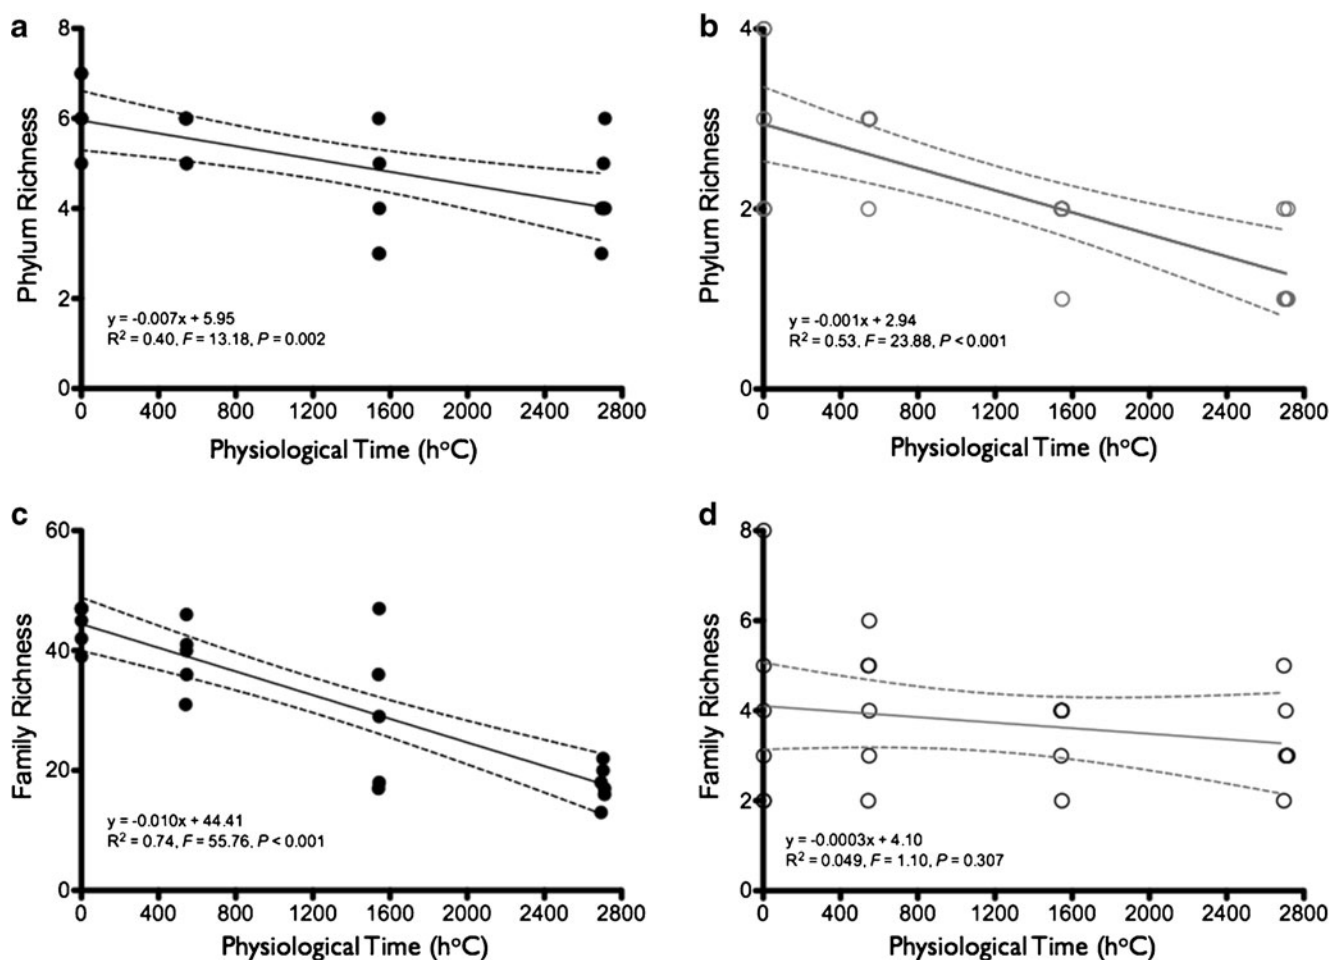 a
Phylum Richness
8
6
4
2
0
y = -0.007x + 5.95
R2 = 0.40, F = 13.18, P = 0.002
0 400 800 1200 1600 2000 2400 2800
Physiological Time (hoC)
b
Phylum Richness
4
2
0
y = -0.001x + 2.94
R2 = 0.53, F = 23.88, P < 0.001
0 400 800 1200 1600 2000 2400 2800
Physiological Time (hoC)
c
Family Richness
60
40
20
0
y = -0.010x + 44.41
R2 = 0.74, F = 55.76, P < 0.001
0 400 800 1200 1600 2000 2400 2800
Physiological Time (hoC)
d
Family Richness
8
6
4
2
0
y = -0.0003x + 4.10
R2 = 0.049, F = 1.10, P = 0.307
0 400 800 1200 1600 2000 2400 2800
Physiological Time (hoC)